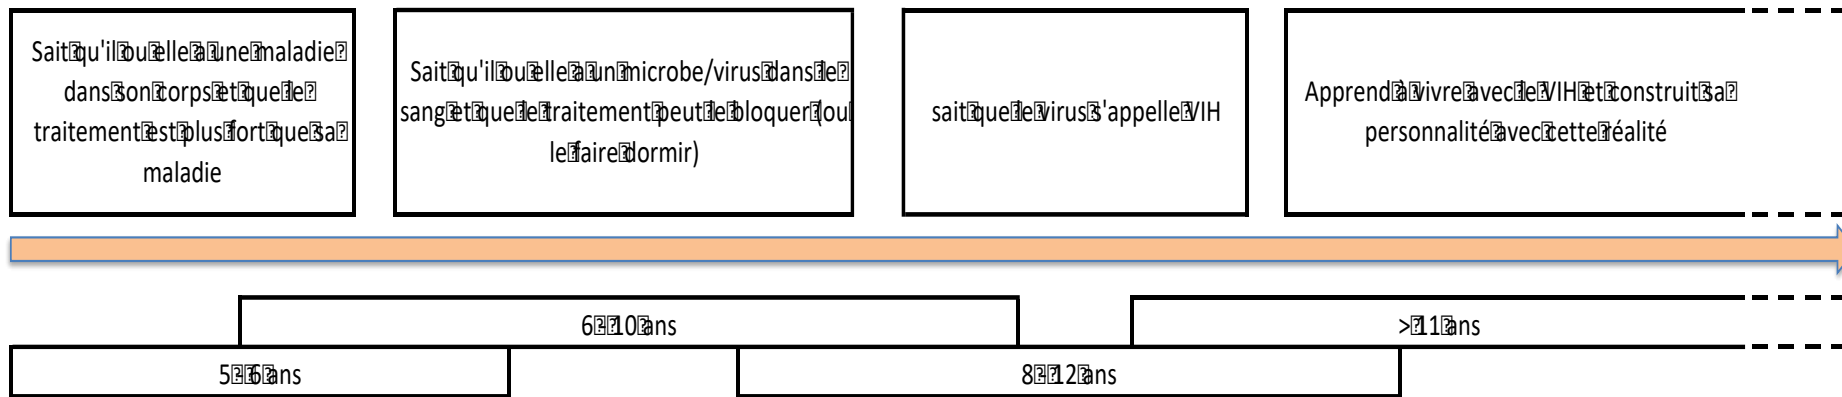 Sait qu'il ou elle a une maladie
dans son corps et que le
traitement est plus fort que sa
maladie
Sait qu'il ou elle a un microbe/virus dans le
sang et que le traitement peut le bloquer (ou
le faire dormir)
sait que le virus s'appelle VIH
Apprend à vivre avec le VIH et construit sa
personnalité avec cette réalité
6 - 10 ans
> 11 ans
5 - 6 ans
8 - 12 ans